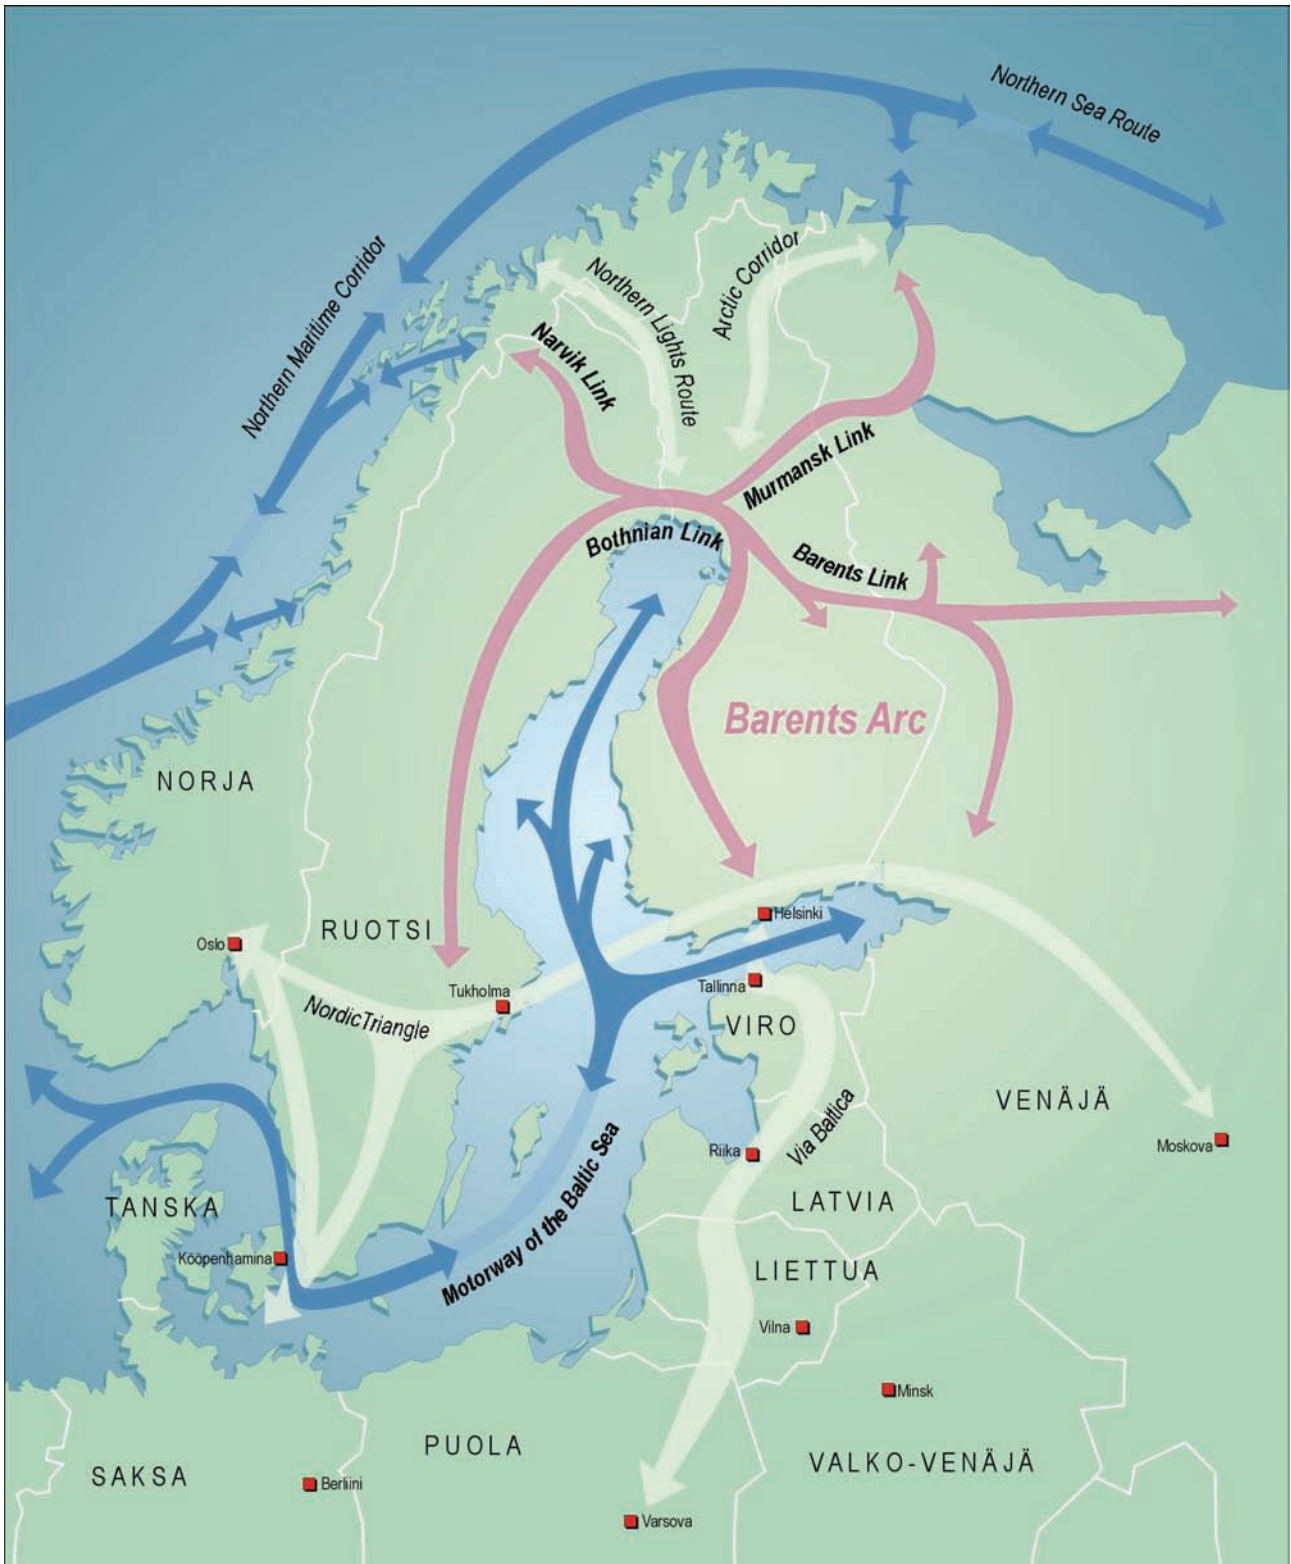 Northern Sea Route
Northern Maritime Corridor
Northern Lights Route
Arctic Corridor
Narvik Link
Murmansk Link
Bothnian Link
Barents Link
Barents Arc
NORJA
RUOTSI
Oslo
Helsinki
Tukholma
Tallinna
NordicTriangle
VIRO
VENÄJÄ
Moskova
Via Baltica
Riika
Motorway of the Baltic Sea
TANSKA
LATVIA
Kööpenhamina
LIETTUA
Vilna
Minsk
PUOLA
VALKO-VENÄJÄ
SAKSA
Berliini
Varsova